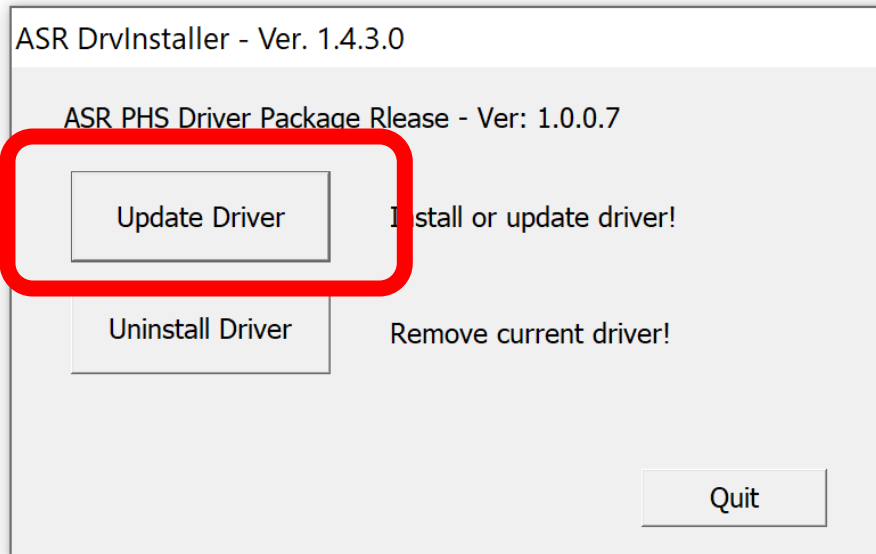 ASR DrvInstaller - Ver. 1.4.3.0
ASR PHS Driver Package Rlease - Ver: 1.0.0.7
Update Driver
Install or update driver!
Uninstall Driver
Remove current driver!
Quit